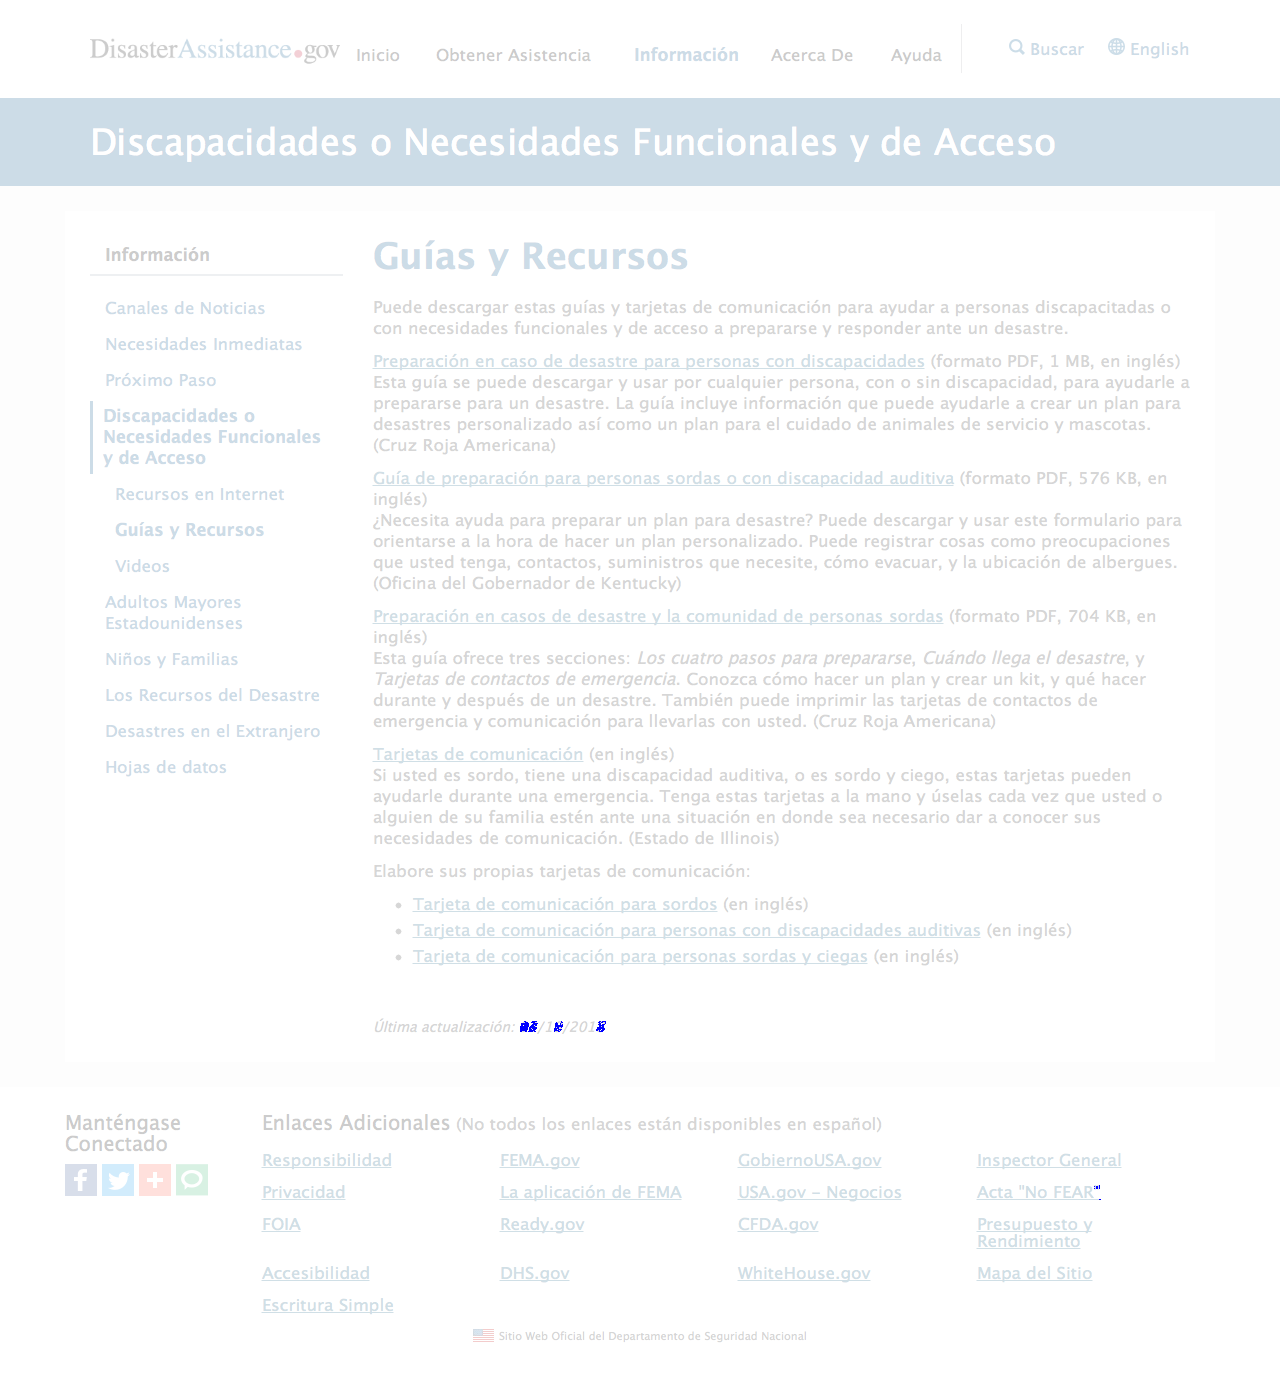 DisasterAssistance.gov Inicio Obtener Asistencia Información Acerca De Ayuda Buscar English
Discapacidades o Necesidades Funcionales y de Acceso
Información
Canales de Noticias
Necesidades Inmediatas
Próximo Paso
Discapacidades o
Necesidades Funcionales
y de Acceso
Recursos en Internet
Guías y Recursos
Videos
Adultos Mayores
Estadounidenses
Niños y Familias
Los Recursos del Desastre
Desastres en el Extranjero
Hojas de datos
Guías y Recursos
Puede descargar estas guías y tarjetas de comunicación para ayudar a personas discapacitadas o
con necesidades funcionales y de acceso a prepararse y responder ante un desastre.
Preparación en caso de desastre para personas con discapacidades (formato PDF, 1 MB, en inglés)
Esta guía se puede descargar y usar por cualquier persona, con o sin discapacidad, para ayudarle a
prepararse para un desastre. La guía incluye información que puede ayudarle a crear un plan para
desastres personalizado así como un plan para el cuidado de animales de servicio y mascotas.
(Cruz Roja Americana)
Guía de preparación para personas sordas o con discapacidad auditiva (formato PDF, 576 KB, en
inglés)
¿Necesita ayuda para preparar un plan para desastre? Puede descargar y usar este formulario para
orientarse a la hora de hacer un plan personalizado. Puede registrar cosas como preocupaciones
que usted tenga, contactos, suministros que necesite, cómo evacuar, y la ubicación de albergues.
(Oficina del Gobernador de Kentucky)
Preparación en casos de desastre y la comunidad de personas sordas (formato PDF, 704 KB, en
inglés)
Esta guía ofrece tres secciones: Los cuatro pasos para prepararse, Cuándo llega el desastre, y
Tarjetas de contactos de emergencia. Conozca cómo hacer un plan y crear un kit, y qué hacer
durante y después de un desastre. También puede imprimir las tarjetas de contactos de
emergencia y comunicación para llevarlas con usted. (Cruz Roja Americana)
Tarjetas de comunicación (en inglés)
Si usted es sordo, tiene una discapacidad auditiva, o es sordo y ciego, estas tarjetas pueden
ayudarle durante una emergencia. Tenga estas tarjetas a la mano y úselas cada vez que usted o
alguien de su familia estén ante una situación en donde sea necesario dar a conocer sus
necesidades de comunicación. (Estado de Illinois)
Elabore sus propias tarjetas de comunicación:
Tarjeta de comunicación para sordos (en inglés)
Tarjeta de comunicación para personas con discapacidades auditivas (en inglés)
Tarjeta de comunicación para personas sordas y ciegas (en inglés)
Última actualización:
Manténgase
Conectado
Enlaces Adicionales (No todos los enlaces están disponibles en español)
Responsibilidad FEMA.gov GobiernoUSA.gov Inspector General
Privacidad La aplicación de FEMA USA.gov – Negocios Acta "No FEAR"
FOIA Ready.gov CFDA.gov Presupuesto y
Rendimiento
Accesibilidad DHS.gov WhiteHouse.gov Mapa del Sitio
Escritura Simple
Sitio Web Oficial del Departamento de Seguridad Nacional